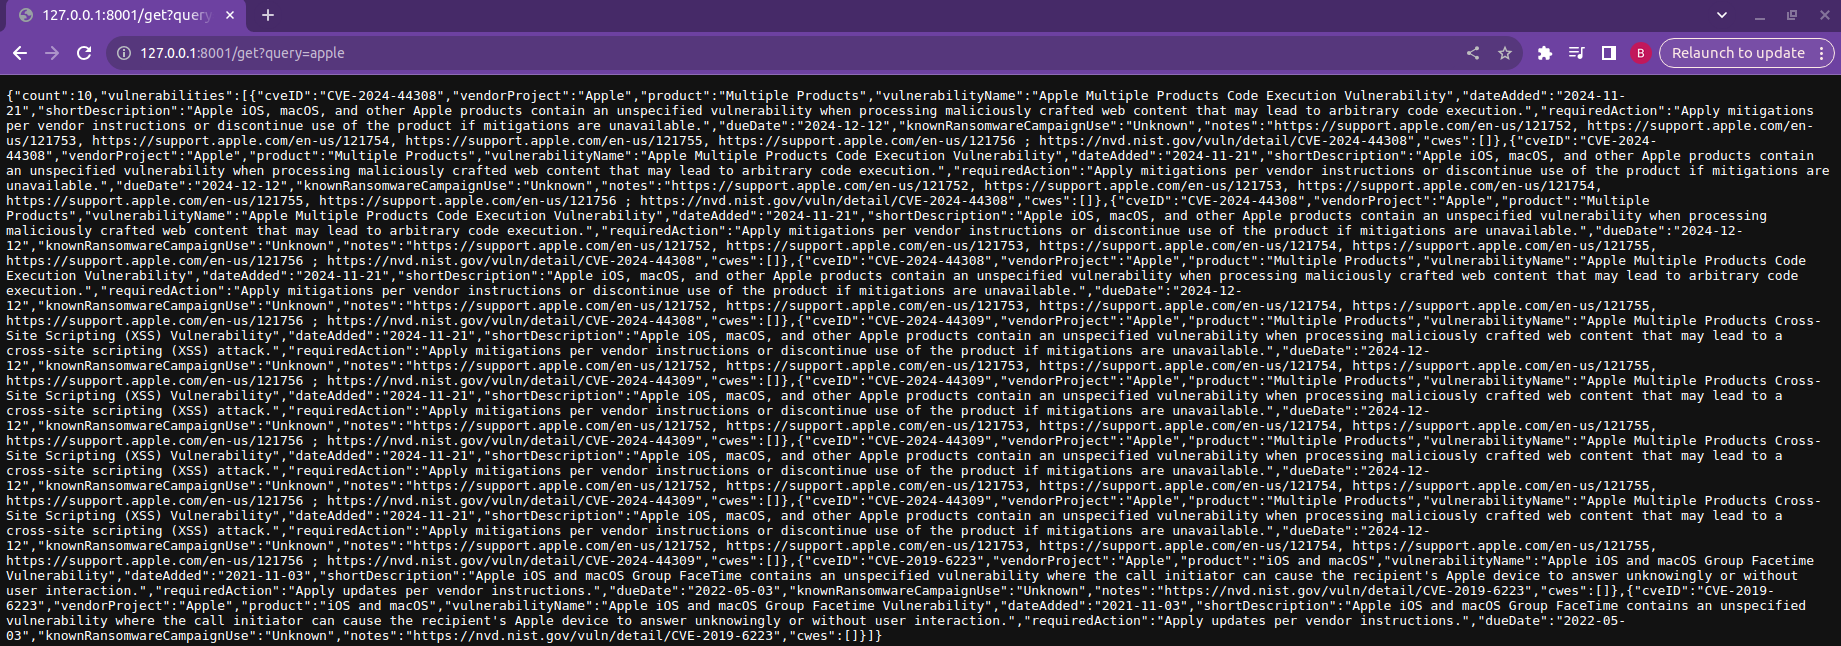 127.0.0.1:8001/get?query
127.0.0.1:8001/get?query=apple
B
Relaunch to update
{"count":10,"vulnerabilities":[{"cveID":"CVE-2024-44308","vendorProject":"Apple","product":"Multiple Products","vulnerabilityName":"Apple Multiple Products Code Execution Vulnerability","dateAdded":"2024-11-
21","shortDescription":"Apple iOS, macOS, and other Apple products contain an unspecified vulnerability when processing maliciously crafted web content that may lead to arbitrary code execution.","requiredAction":"Apply mitigations
per vendor instructions or discontinue use of the product if mitigations are unavailable.","dueDate":"2024-12-12","knownRansomwareCampaignUse":"Unknown","notes":"https://support.apple.com/en-us/121752, https://support.apple.com/en-
us/121753, https://support.apple.com/en-us/121754, https://support.apple.com/en-us/121755, https://support.apple.com/en-us/121756 ; https://nvd.nist.gov/vuln/detail/CVE-2024-44308","cwes":[]},{"cveID":"CVE-2024-
44308","vendorProject":"Apple","product":"Multiple Products","vulnerabilityName":"Apple Multiple Products Code Execution Vulnerability","dateAdded":"2024-11-21","shortDescription":"Apple iOS, macOS, and other Apple products contain
an unspecified vulnerability when processing maliciously crafted web content that may lead to arbitrary code execution.","requiredAction":"Apply mitigations per vendor instructions or discontinue use of the product if mitigations are
unavailable.","dueDate":"2024-12-12","knownRansomwareCampaignUse":"Unknown","notes":"https://support.apple.com/en-us/121752, https://support.apple.com/en-us/121753, https://support.apple.com/en-us/121754,
https://support.apple.com/en-us/121755, https://support.apple.com/en-us/121756 ; https://nvd.nist.gov/vuln/detail/CVE-2024-44308","cwes":[]},{"cveID":"CVE-2024-44308","vendorProject":"Apple","product":"Multiple
Products","vulnerabilityName":"Apple Multiple Products Code Execution Vulnerability","dateAdded":"2024-11-21","shortDescription":"Apple iOS, macOS, and other Apple products contain an unspecified vulnerability when processing
maliciously crafted web content that may lead to arbitrary code execution.","requiredAction":"Apply mitigations per vendor instructions or discontinue use of the product if mitigations are unavailable.","dueDate":"2024-12-
12","knownRansomwareCampaignUse":"Unknown","notes":"https://support.apple.com/en-us/121752, https://support.apple.com/en-us/121753, https://support.apple.com/en-us/121754, https://support.apple.com/en-us/121755,
https://support.apple.com/en-us/121756 ; https://nvd.nist.gov/vuln/detail/CVE-2024-44308","cwes":[]},{"cveID":"CVE-2024-44308","vendorProject":"Apple","product":"Multiple Products","vulnerabilityName":"Apple Multiple Products Code
Execution Vulnerability","dateAdded":"2024-11-21","shortDescription":"Apple iOS, macOS, and other Apple products contain an unspecified vulnerability when processing maliciously crafted web content that may lead to arbitrary code
execution.","requiredAction":"Apply mitigations per vendor instructions or discontinue use of the product if mitigations are unavailable.","dueDate":"2024-12-
12","knownRansomwareCampaignUse":"Unknown","notes":"https://support.apple.com/en-us/121752, https://support.apple.com/en-us/121753, https://support.apple.com/en-us/121754, https://support.apple.com/en-us/121755,
https://support.apple.com/en-us/121756 ; https://nvd.nist.gov/vuln/detail/CVE-2024-44308","cwes":[]},{"cveID":"CVE-2024-44309","vendorProject":"Apple","product":"Multiple Products","vulnerabilityName":"Apple Multiple Products Cross-
Site Scripting (XSS) Vulnerability","dateAdded":"2024-11-21","shortDescription":"Apple iOS, macOS, and other Apple products contain an unspecified vulnerability when processing maliciously crafted web content that may lead to a
cross-site scripting (XSS) attack.","requiredAction":"Apply mitigations per vendor instructions or discontinue use of the product if mitigations are unavailable.","dueDate":"2024-12-
12","knownRansomwareCampaignUse":"Unknown","notes":"https://support.apple.com/en-us/121752, https://support.apple.com/en-us/121753, https://support.apple.com/en-us/121754, https://support.apple.com/en-us/121755,
https://support.apple.com/en-us/121756 ; https://nvd.nist.gov/vuln/detail/CVE-2024-44309","cwes":[]},{"cveID":"CVE-2024-44309","vendorProject":"Apple","product":"Multiple Products","vulnerabilityName":"Apple Multiple Products Cross-
Site Scripting (XSS) Vulnerability","dateAdded":"2024-11-21","shortDescription":"Apple iOS, macOS, and other Apple products contain an unspecified vulnerability when processing maliciously crafted web content that may lead to a
cross-site scripting (XSS) attack.","requiredAction":"Apply mitigations per vendor instructions or discontinue use of the product if mitigations are unavailable.","dueDate":"2024-12-
12","knownRansomwareCampaignUse":"Unknown","notes":"https://support.apple.com/en-us/121752, https://support.apple.com/en-us/121753, https://support.apple.com/en-us/121754, https://support.apple.com/en-us/121755,
https://support.apple.com/en-us/121756 ; https://nvd.nist.gov/vuln/detail/CVE-2024-44309","cwes":[]},{"cveID":"CVE-2024-44309","vendorProject":"Apple","product":"Multiple Products","vulnerabilityName":"Apple Multiple Products Cross-
Site Scripting (XSS) Vulnerability","dateAdded":"2024-11-21","shortDescription":"Apple iOS, macOS, and other Apple products contain an unspecified vulnerability when processing maliciously crafted web content that may lead to a
cross-site scripting (XSS) attack.","requiredAction":"Apply mitigations per vendor instructions or discontinue use of the product if mitigations are unavailable.","dueDate":"2024-12-
12","knownRansomwareCampaignUse":"Unknown","notes":"https://support.apple.com/en-us/121752, https://support.apple.com/en-us/121753, https://support.apple.com/en-us/121754, https://support.apple.com/en-us/121755,
https://support.apple.com/en-us/121756 ; https://nvd.nist.gov/vuln/detail/CVE-2024-44309","cwes":[]},{"cveID":"CVE-2024-44309","vendorProject":"Apple","product":"Multiple Products","vulnerabilityName":"Apple Multiple Products Cross-
Site Scripting (XSS) Vulnerability","dateAdded":"2024-11-21","shortDescription":"Apple iOS, macOS, and other Apple products contain an unspecified vulnerability when processing maliciously crafted web content that may lead to a
cross-site scripting (XSS) attack.","requiredAction":"Apply mitigations per vendor instructions or discontinue use of the product if mitigations are unavailable.","dueDate":"2024-12-
12","knownRansomwareCampaignUse":"Unknown","notes":"https://support.apple.com/en-us/121752, https://support.apple.com/en-us/121753, https://support.apple.com/en-us/121754, https://support.apple.com/en-us/121755,
https://support.apple.com/en-us/121756 ; https://nvd.nist.gov/vuln/detail/CVE-2024-44309","cwes":[]},{"cveID":"CVE-2019-6223","vendorProject":"Apple","product":"iOS and macOS","vulnerabilityName":"Apple iOS and macOS Group Facetime
Vulnerability","dateAdded":"2021-11-03","shortDescription":"Apple iOS and macOS Group FaceTime contains an unspecified vulnerability where the call initiator can cause the recipient's Apple device to answer unknowingly or without
user interaction.","requiredAction":"Apply updates per vendor instructions.","dueDate":"2022-05-03","knownRansomwareCampaignUse":"Unknown","notes":"https://nvd.nist.gov/vuln/detail/CVE-2019-6223","cwes":[]},{"cveID":"CVE-2019-
6223","vendorProject":"Apple","product":"iOS and macOS","vulnerabilityName":"Apple iOS and macOS Group Facetime Vulnerability","dateAdded":"2021-11-03","shortDescription":"Apple iOS and macOS Group FaceTime contains an unspecified
vulnerability where the call initiator can cause the recipient's Apple device to answer unknowingly or without user interaction.","requiredAction":"Apply updates per vendor instructions.","dueDate":"2022-05-
03","knownRansomwareCampaignUse":"Unknown","notes":"https://nvd.nist.gov/vuln/detail/CVE-2019-6223","cwes":[]}]}